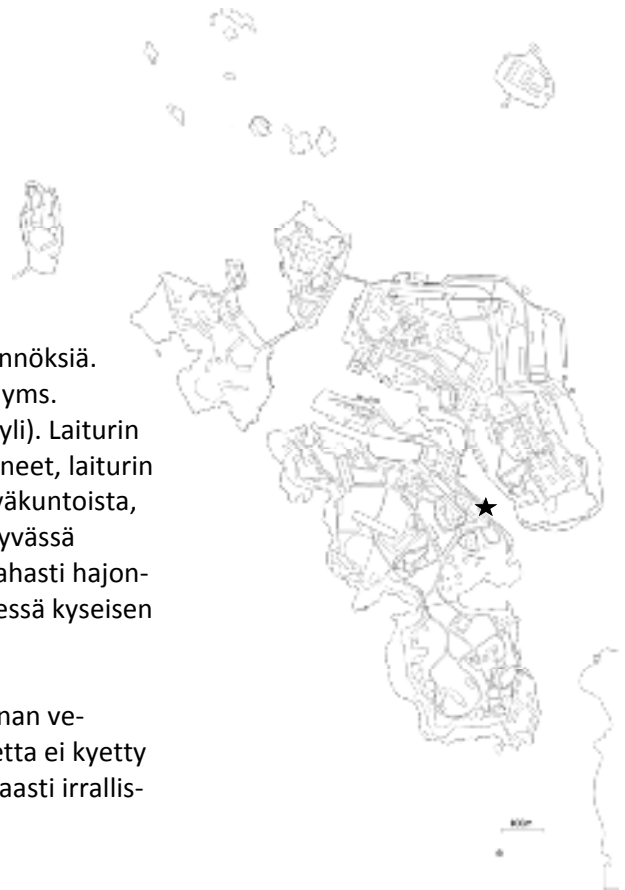 nnöksiä.
yms.
yli). Laiturin
neet, laiturin
väkuntoista,
yvässä
ahasti hajon-
essä kyseisen
nan ve-
etta ei kyetty
aasti irrallis-